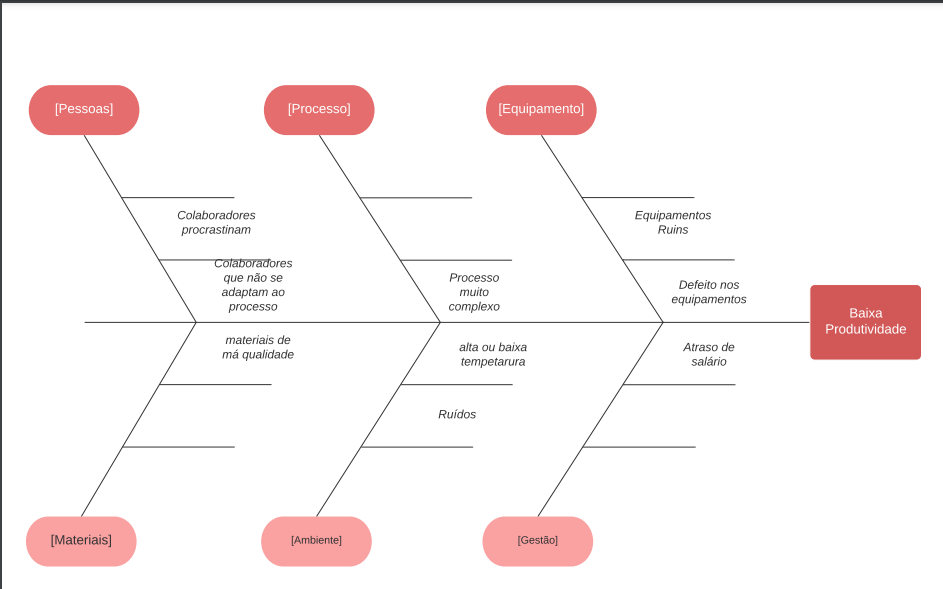 [Pessoas]
[Processo]
[Equipamento]
Colaboradores
procrastinam
Equipamentos
Ruins
Colaboradores
que não se
adaptam ao
processo
Processo
muito
complexo
Defeito nos
equipamentos
Baixa
Produtividade
materiais de
má qualidade
alta ou baixa
tempetarura
Atraso de
salário
Ruídos
[Materiais]
[Ambiente]
[Gestão]